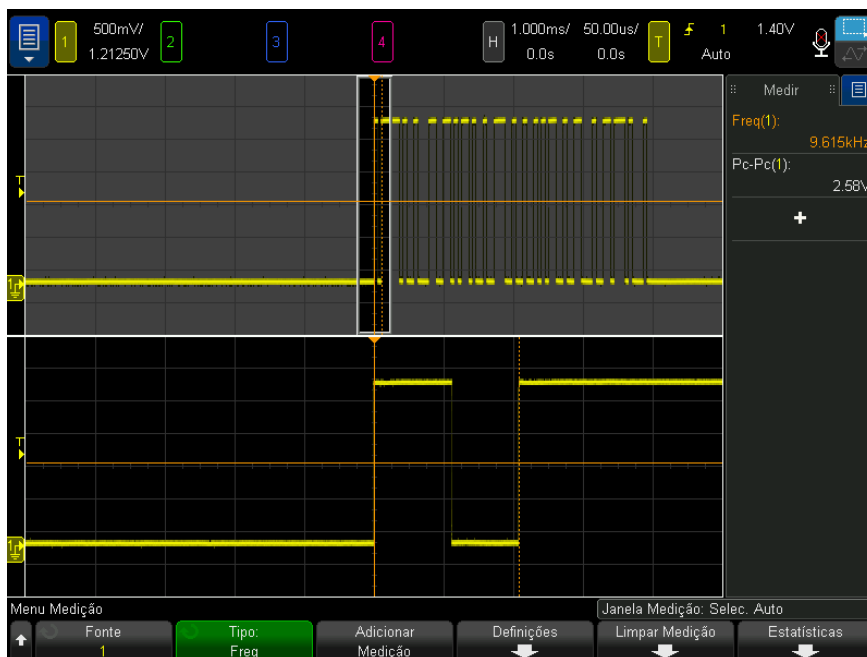 1
500mV/
1.21250V
2
3
4
H
1.000ms/
0.0s
50.00us/
0.0s
T
1
Auto
1.40V
Medir
Freq(1):
9.615kHz
Pc-Pc(1):
2.58V
+
T
1
T
1
Menu Medição
Janela Medição: Selec. Auto
Fonte
1
Tipo:
Freq
Adicionar
Medição
Definições
Limpar Medição
Estatísticas